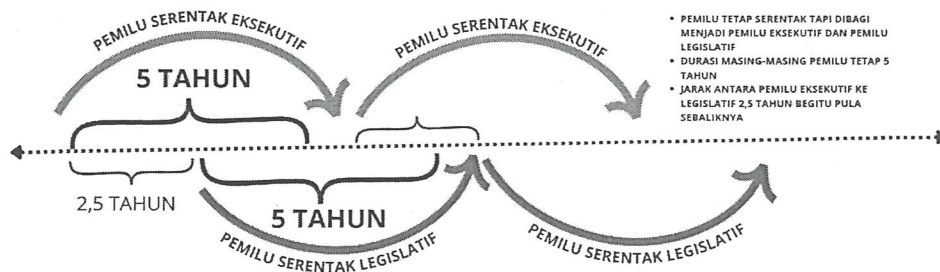 PEMILU SERENTAK EKSEKUTIF
PEMILU SERENTAK EKSEKUTIF
• PEMILU TETAP SERENTAK TAPI DIBAGI
MENJADI PEMILU EKSEKUTIF DAN PEMILU
LEGISLATIF
• DURASI MASING-MASING PEMILU TETAP 5
TAHUN
• JARAK ANTARA PEMILU EKSEKUTIF KE
LEGISLATIF 2,5 TAHUN BEGITU PULA
SEBALIKNYA
5 TAHUN
2,5 TAHUN
5 TAHUN
PEMILU SERENTAK LEGISLATIF
PEMILU SERENTAK LEGISLATIF